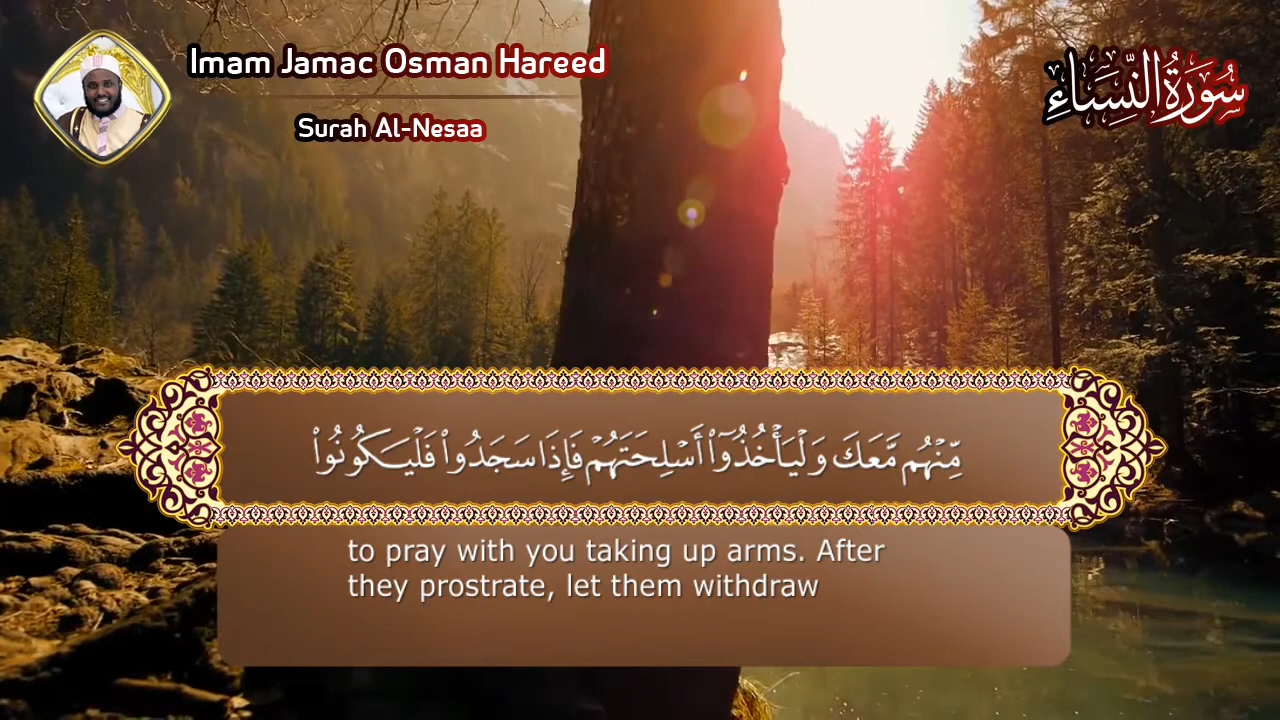 Imam Jamac Osman Hareed
Surah Al-Nesaa
سُورَةُ النِّسَاءِ
مِّنْهُم مَّعَكَ وَلْيَأْخُذُوٓا۟ أَسْلِحَتَهُمْ فَإِذَا سَجَدُوا۟ فَلْيَكُونُوا۟
to pray with you taking up arms. After
they prostrate, let them withdraw